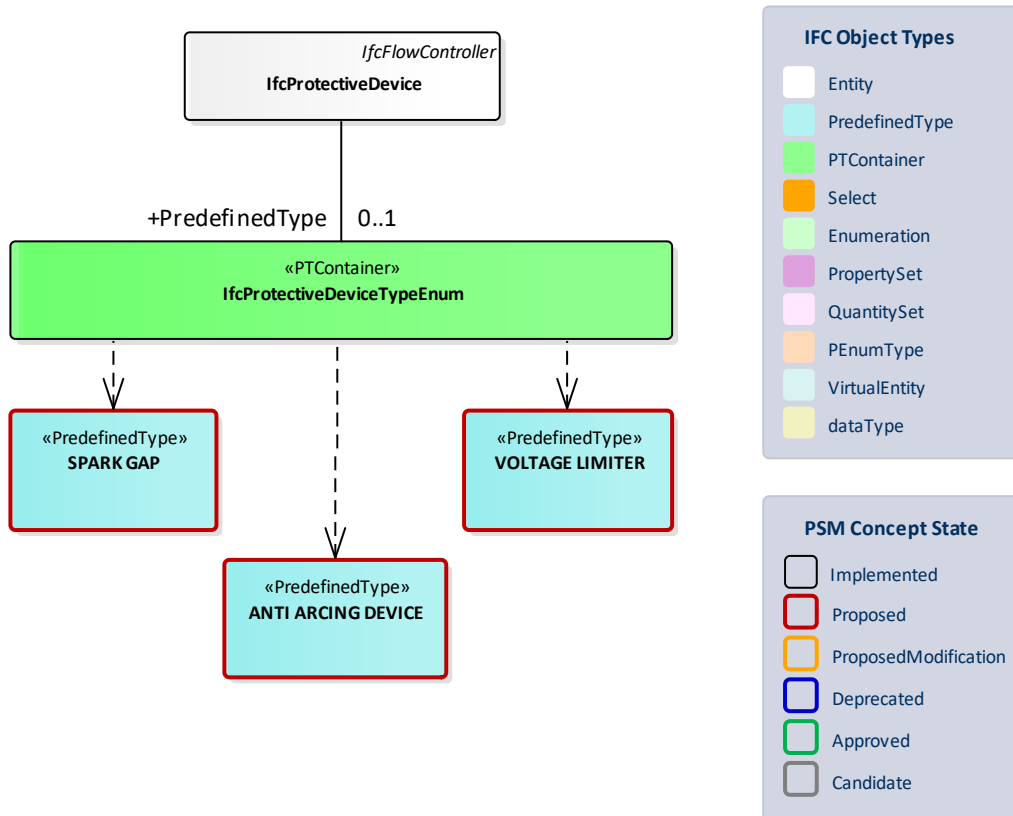 IfcFlowController
IfcProtectiveDevice
+PredefinedType 0..1
«PTContainer»
IfcProtectiveDeviceTypeEnum
«PredefinedType»
SPARK GAP
«PredefinedType»
VOLTAGE LIMITER
«PredefinedType»
ANTI ARCING DEVICE
IFC Object Types
Entity
PredefinedType
PTContainer
Select
Enumeration
PropertySet
QuantitySet
PEnumType
VirtualEntity
dataType
PSM Concept State
Implemented
Proposed
ProposedModification
Deprecated
Approved
Candidate